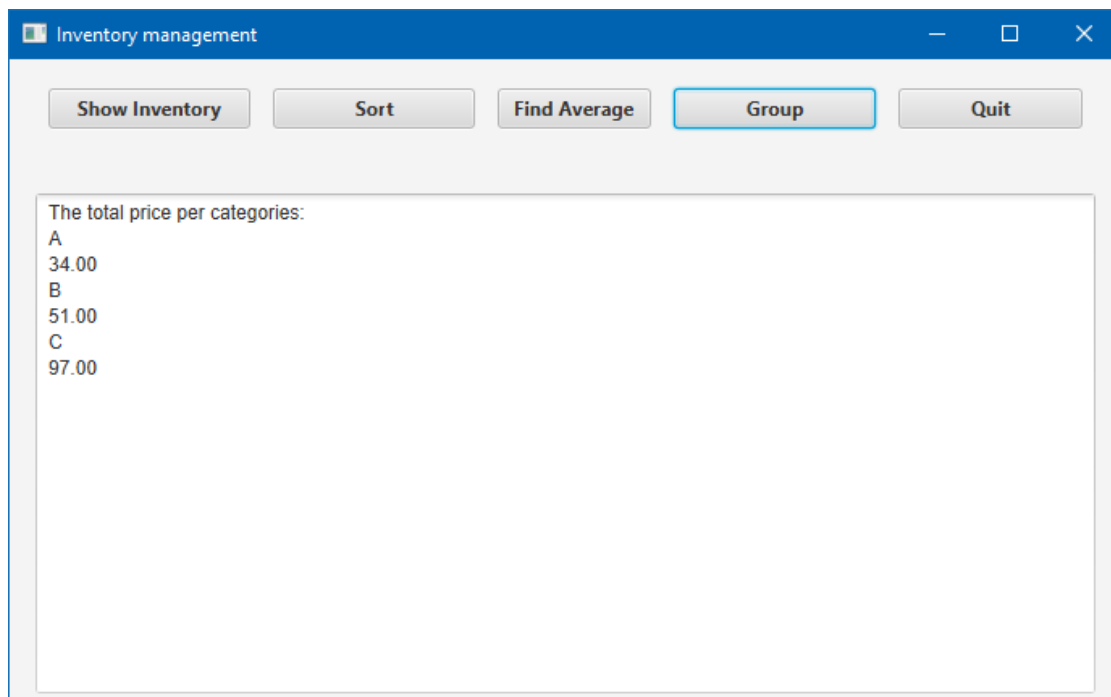 Inventory management
Show Inventory Sort Find Average Group Quit
The total price per categories:
A
34.00
B
51.00
C
97.00